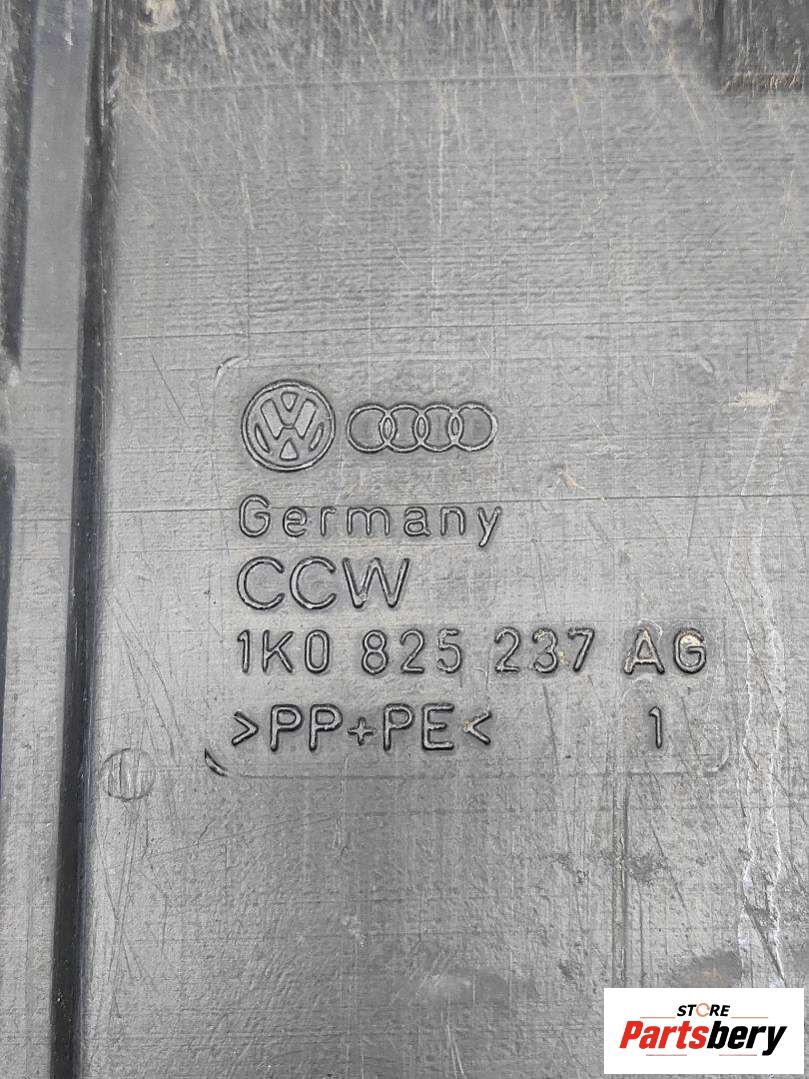 Germany
CCW
1K0 825 237 AG
>PP+PE< 1
STORE
Partsbery